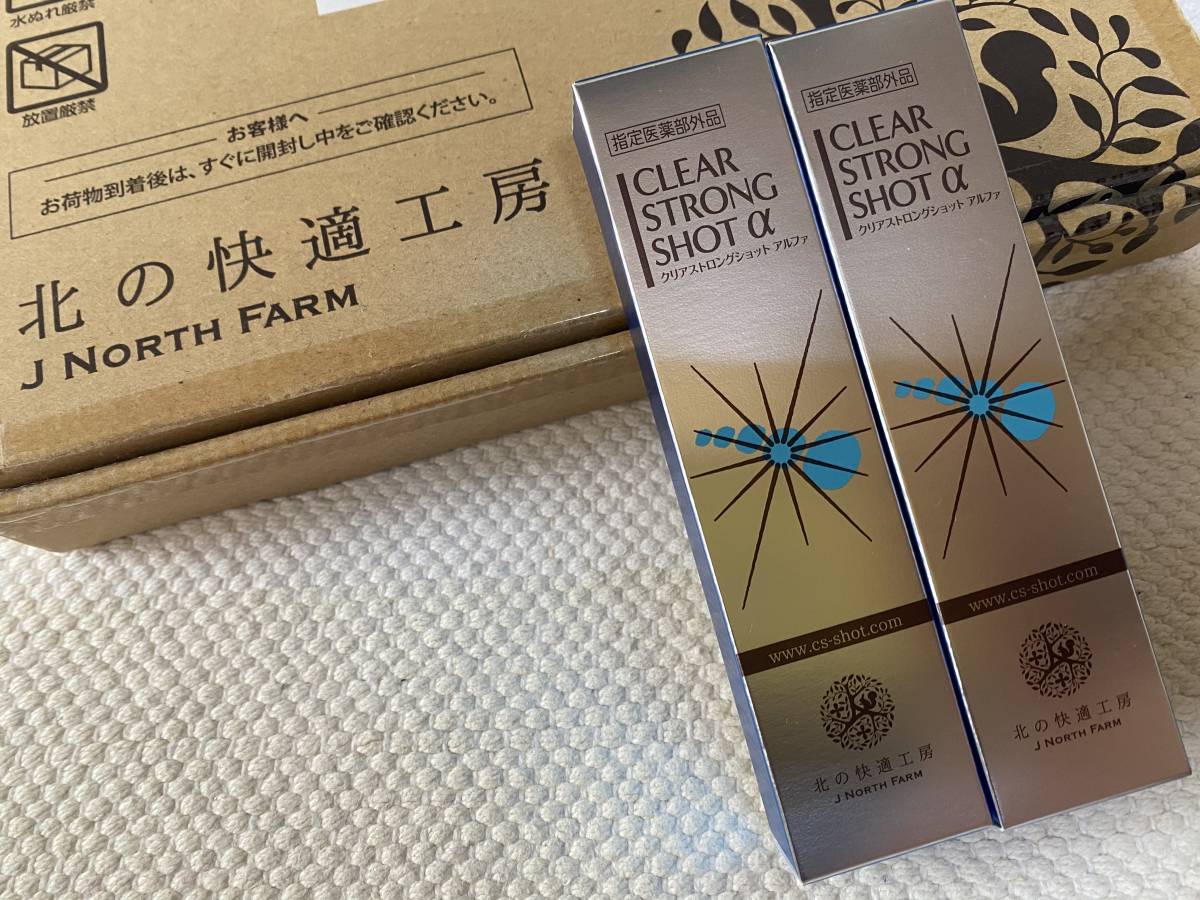 水ぬれ厳禁
放置厳禁
お客様へ
お荷物到着後は、すぐに開封し中をご確認ください。
北の快適工房
J NORTH FARM
指定医薬部外品
CLEAR
STRONG
SHOT α
クリアストロングショット アルファ
www.cs-shot.com
北の快適工房
J NORTH FARM
指定医薬部外品
CLEAR
STRONG
SHOT α
クリアストロングショット アルファ
www.cs-shot.com
北の快適工房
J NORTH FARM